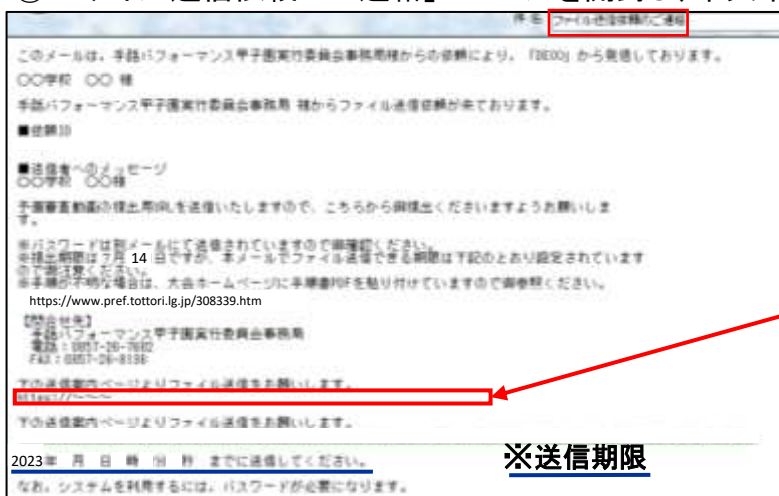 件名 ファイル送信依頼のご連絡
このメールは、手話パフォーマンス甲子園実行委員会事務局様からの依頼により、「DEOS」から発信しております。
〇〇学校 〇〇 様
手話パフォーマンス甲子園実行委員会事務局 様からファイル送信依頼が来ております。
■依頼ID
■送信者へのメッセージ
〇〇学校 〇〇様
予選審査動画の提出用URLを送信いたしますので、こちらから御提出くださいますようお願いしま
す。
※パスワードは別メールにて送信されていますので御確認ください。
※提出期限は7月 14 日ですが、本メールでファイル送信できる期限は下記のとおり設定されています
ので御注意ください。
※手順が不明な場合は、大会ホームページに手順書PDFを貼り付けていますので御参照ください。
https://www.pref.tottori.lg.jp/308339.htm
【問合せ先】
手話パフォーマンス甲子園実行委員会事務局
電話:0857-26-7682
FAX:0857-26-8136
下の送信案内ページよりファイル送信をお願いします。
https://~~~
下の送信案内ページよりファイル送信をお願いします。
2023年 月 日 時 分 秒 までに送信してください。
※送信期限
なお、システムを利用するには、パスワードが必要になります。